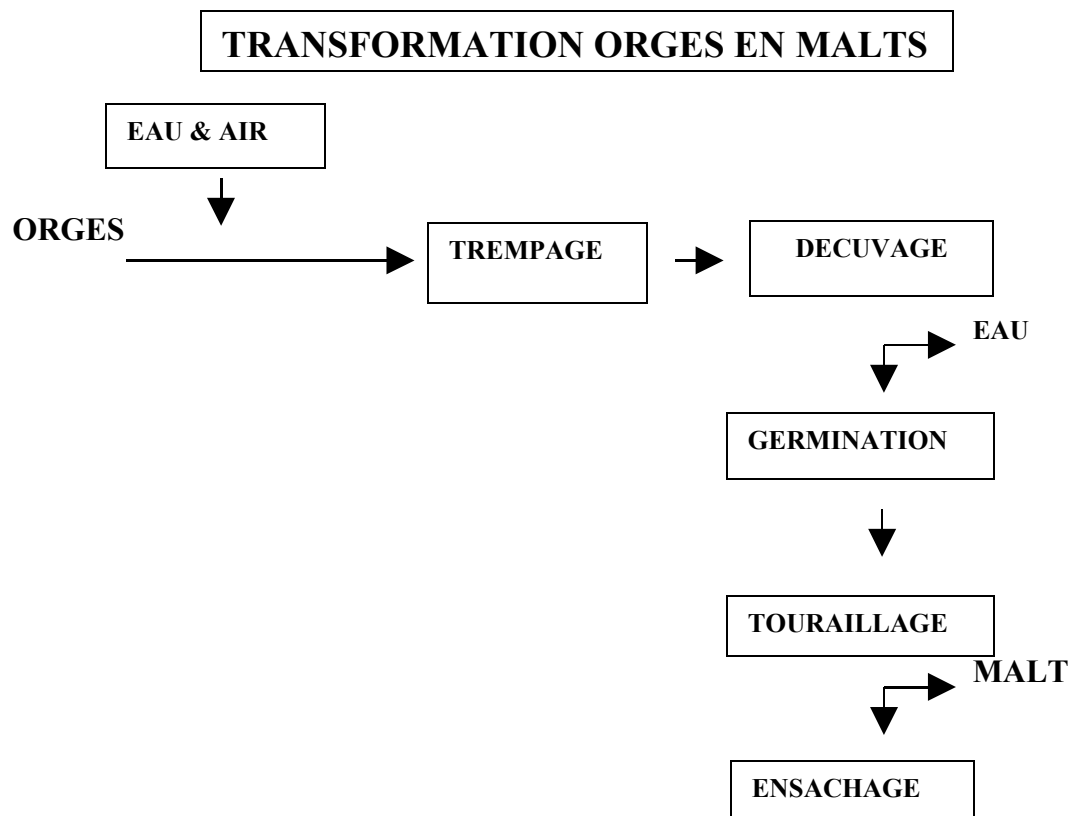 TRANSFORMATION ORGES EN MALTS
EAU & AIR
ORGES
TREMPAGE
DECUVAGE
EAU
GERMINATION
TOURAILLAGE
MALT
ENSACHAGE